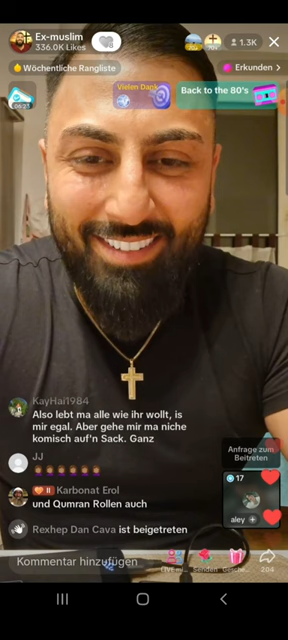 Ex-muslim
336.0K Likes
1.3K
Wöchentliche Rangliste
Erkunden >
Vielen Dank
Back to the 80's
KayHai1984
Also lebt ma alle wie ihr wollt, is
mir egal. Aber gehe mir ma niche
komisch auf'n Sack. Ganz
JJ
Anfrage zum
Beitreten
II Karbonat Erol
und Qumran Rollen auch
17
aley +
Rexhep Dan Cava ist beigetreten
Kommentar hinzufügen
Senden
Gesche...
204